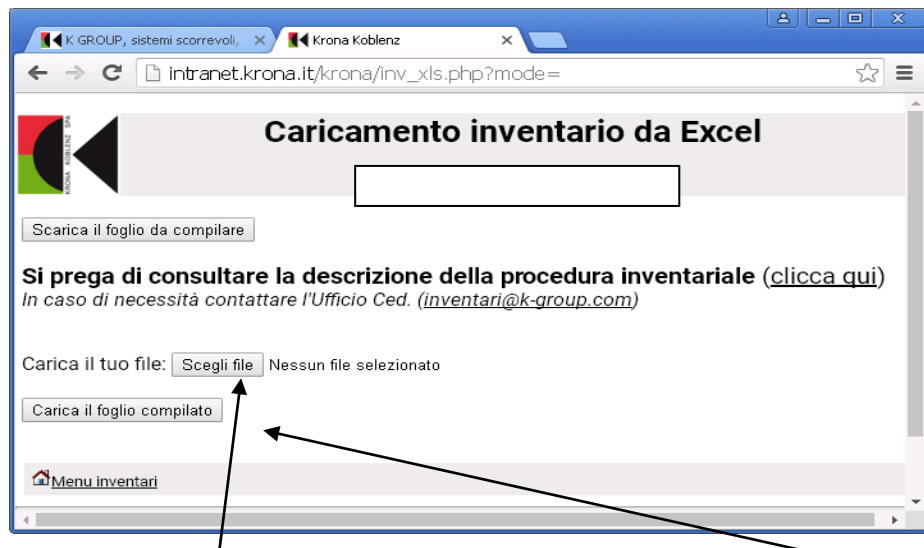 K GROUP, sistemi scorrevoli,
Krona Koblenz
intranet.krona.it/krona/inv_xls.php?mode=
KRONA KOBLENZ SPA
Caricamento inventario da Excel
Scarica il foglio da compilare
Si prega di consultare la descrizione della procedura inventariale (clicca qui)
In caso di necessità contattare l'Ufficio Ced. (inventari@k-group.com)
Carica il tuo file: Scegli file Nessun file selezionato
Carica il foglio compilato
Menu inventari